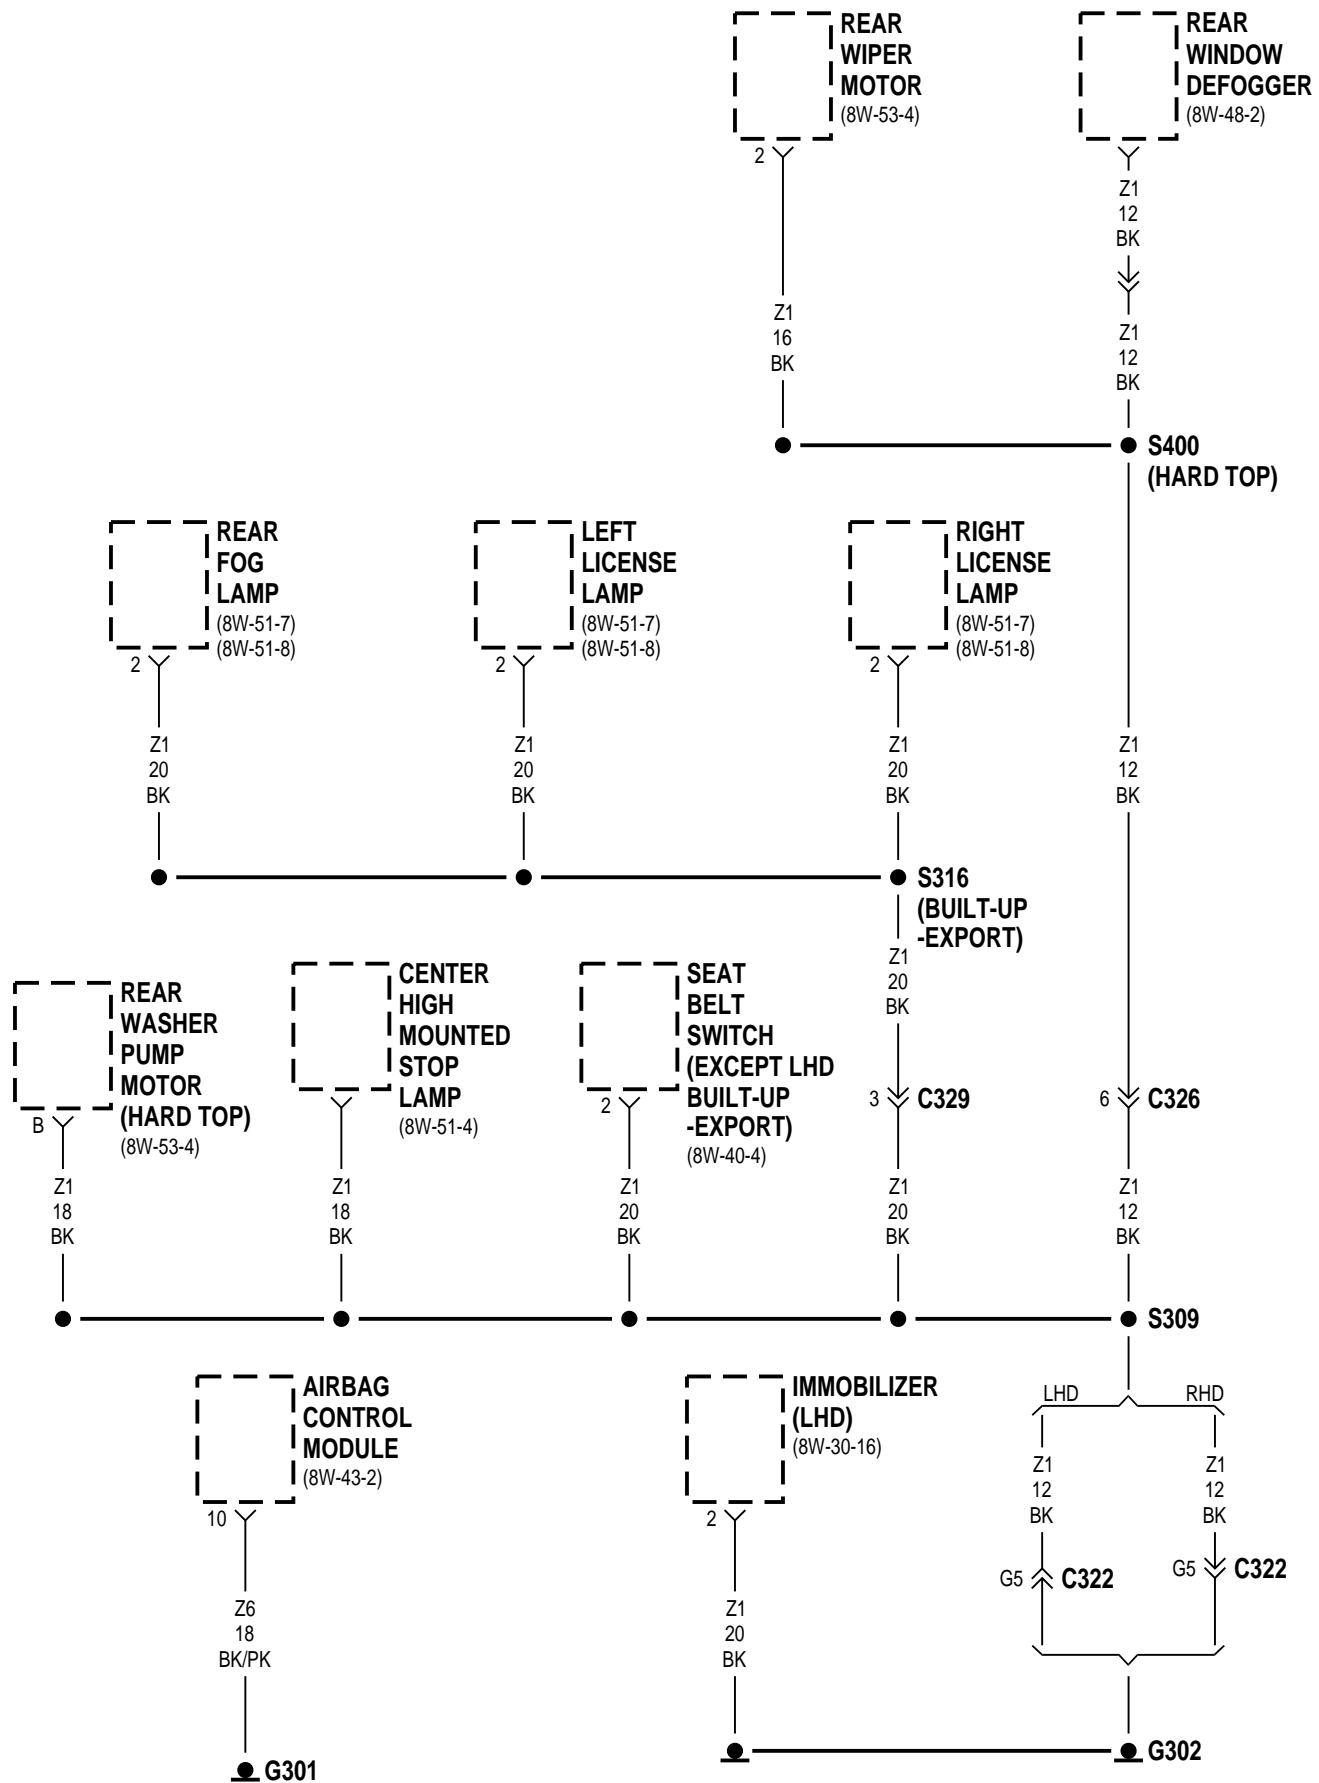 REAR
WIPER
MOTOR
(8W-53-4)
2
Z1
16
BK
REAR
WINDOW
DEFOGGER
(8W-48-2)
Z1
12
BK
Z1
12
BK
S400
(HARD TOP)
REAR
FOG
LAMP
(8W-51-7)
(8W-51-8)
2
Z1
20
BK
LEFT
LICENSE
LAMP
(8W-51-7)
(8W-51-8)
2
Z1
20
BK
RIGHT
LICENSE
LAMP
(8W-51-7)
(8W-51-8)
2
Z1
20
BK
Z1
12
BK
S316
(BUILT-UP
-EXPORT)
Z1
20
BK
REAR
WASHER
PUMP
MOTOR
(HARD TOP)
(8W-53-4)
B
Z1
18
BK
CENTER
HIGH
MOUNTED
STOP
LAMP
(8W-51-4)
Z1
18
BK
SEAT
BELT
SWITCH
(EXCEPT LHD
BUILT-UP
-EXPORT)
(8W-40-4)
2
Z1
20
BK
3
C329
Z1
20
BK
6
C326
Z1
12
BK
S309
AIRBAG
CONTROL
MODULE
(8W-43-2)
10
Z6
18
BK/PK
G301
IMMOBILIZER
(LHD)
(8W-30-16)
2
Z1
20
BK
LHD
RHD
Z1
12
BK
G5
C322
Z1
12
BK
G5
C322
G302